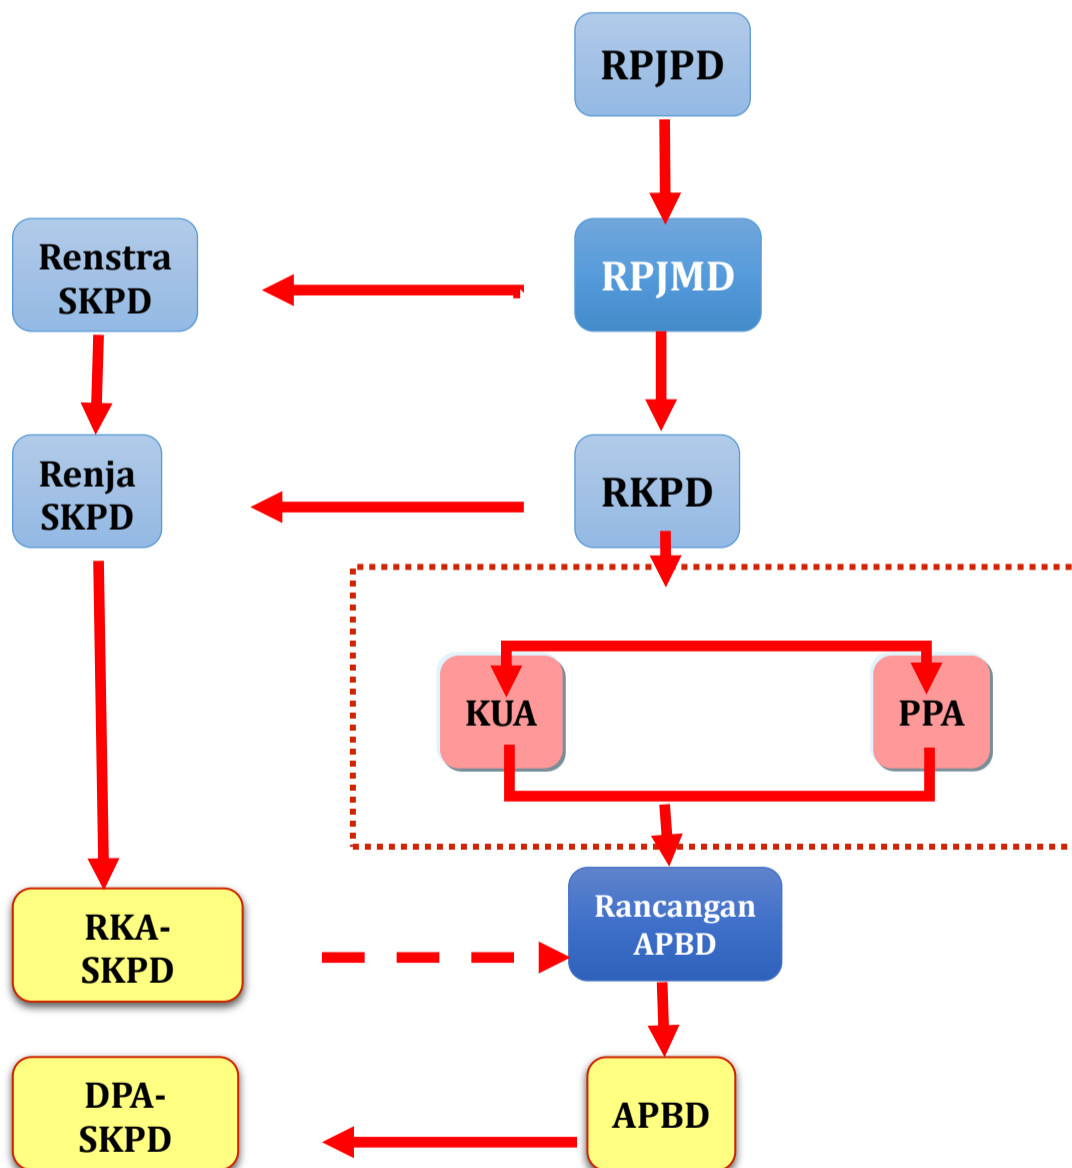 RPJPD
Renstra
SKPD
RPJMD
Renja
SKPD
RKPD
KUA
PPA
RKA-
SKPD
Rancangan
APBD
DPA-
SKPD
APBD